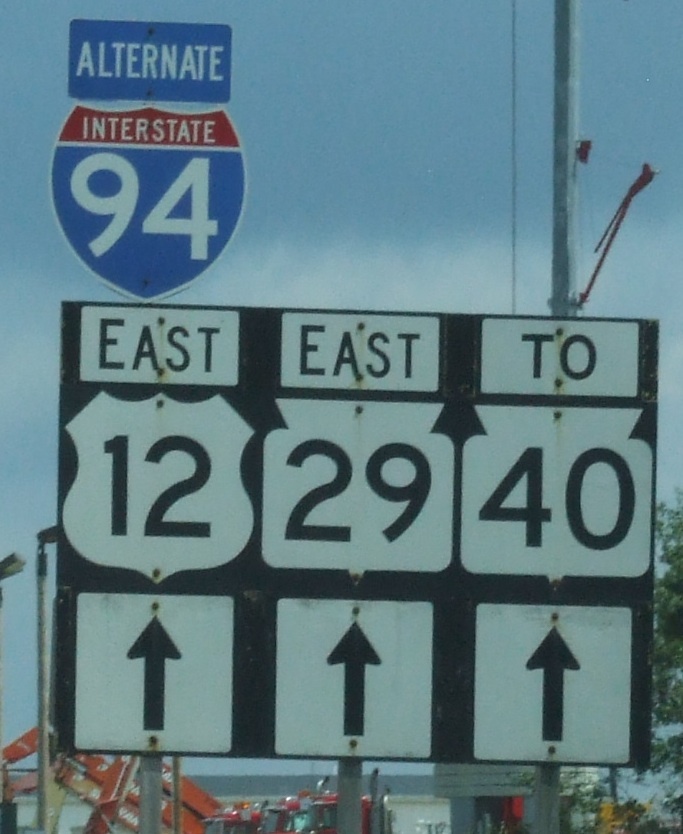 ALTERNATE
INTERSTATE
94
EAST EAST TO
12 29 40